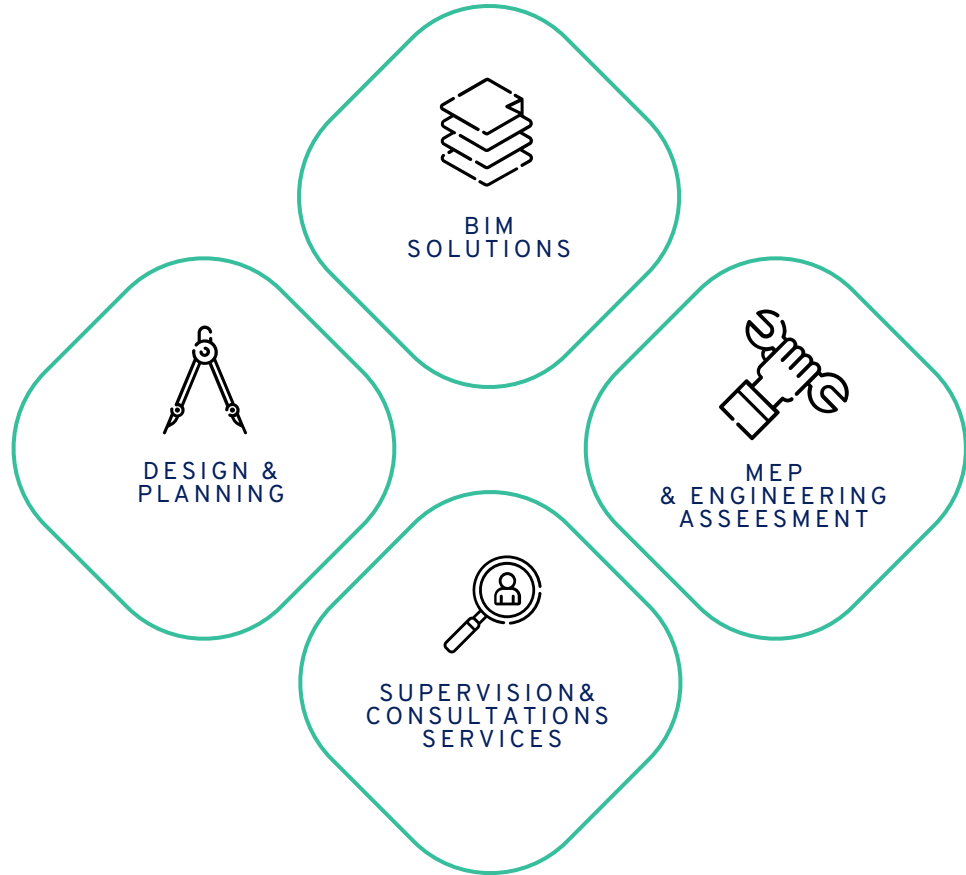 BIM
SOLUTIONS
DESIGN &
PLANNING
MEP
& ENGINEERING
ASSEESMENT
SUPERVISION&
CONSULTATIONS
SERVICES